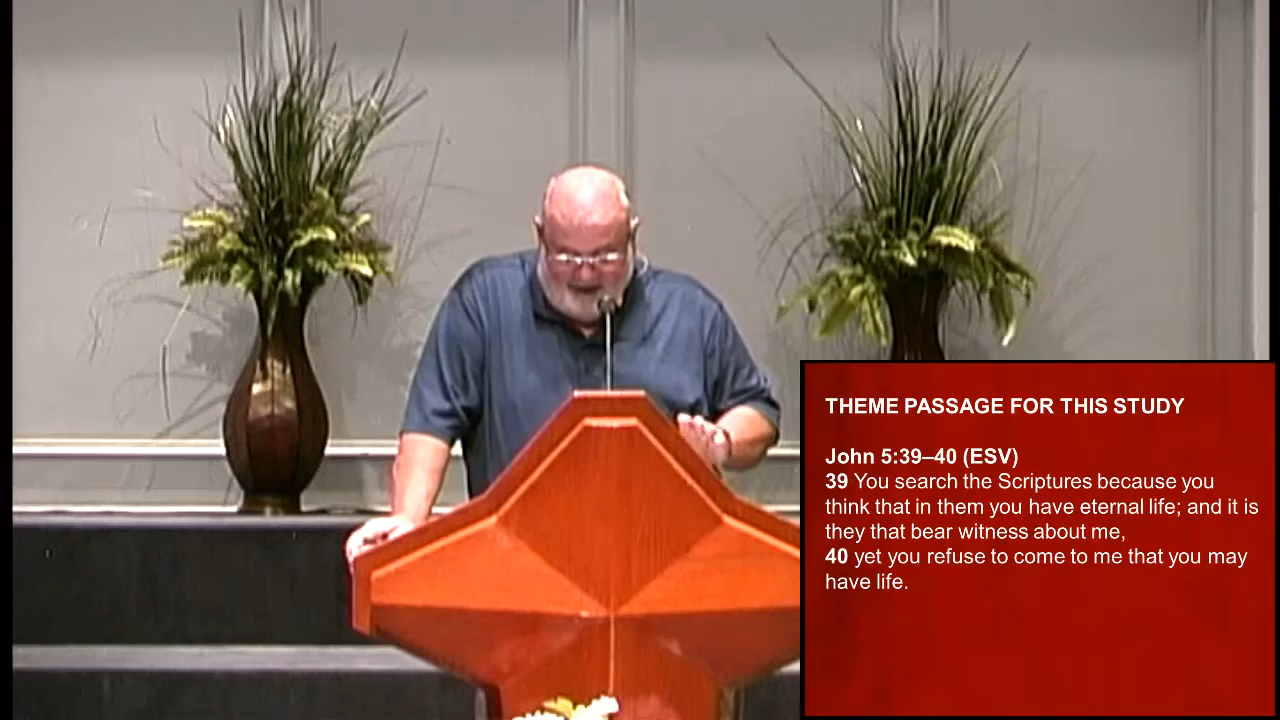 THEME PASSAGE FOR THIS STUDY
John 5:39–40 (ESV)
39 You search the Scriptures because you
think that in them you have eternal life; and it is
they that bear witness about me,
40 yet you refuse to come to me that you may
have life.